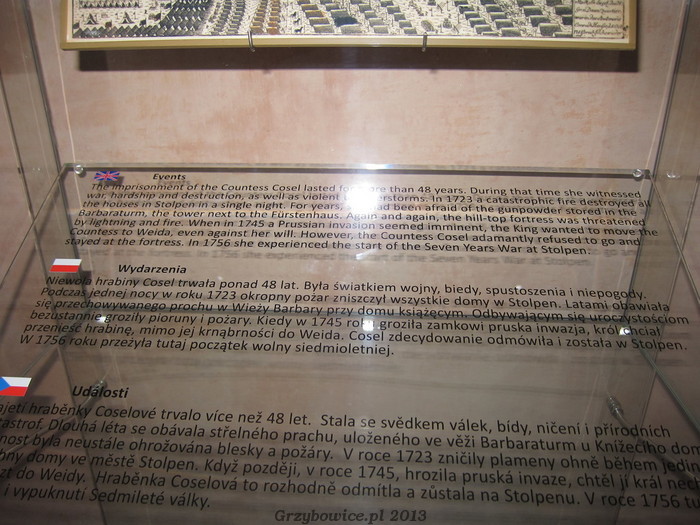 Events
The imprisonment of the Countess Cosel lasted for more than 48 years. During that time she witnessed
war, hardship and destruction, as well as violent understorms. In 1723 a catastrophic fire destroyed all
the houses in Stolpen in a single night. For years, had been afraid of the gunpowder stored in the
Barbaraturm, the tower next to the Fürstenhaus. Again and again, the hill-top fortress was threatened
by lightning and fire. When in 1745 a Prussian invasion seemed imminent, the King wanted to move the
Countess to Weida, even against her will. However, the Countess Cosel adamantly refused to go and
stayed at the fortress. In 1756 she experienced the start of the Seven Years War at Stolpen.
Wydarzenia
Niewola hrabiny Cosel trwała ponad 48 lat. Była światkiem wojny, biedy, spustoszenia i niepogody.
Podczas jednej nocy w roku 1723 okropny pożar zniszczył wszystkie domy w Stolpen. Latami obawiała
się przechowywanego prochu w Wieży Barbary przy domu książęcym. Odbywającym się uroczystościom
bezustannie groziły pioruny i pożary. Kiedy w 1745 roku groziła zamkowi pruska inwazja, król chciał
przenieść hrabinę, mimo jej krnąbrności do Weida. Cosel zdecydowanie odmówiła i została w Stolpen.
W 1756 roku przeżyła tutaj początek wolny siedmioletniej.
Události
ajetí hraběnky Coselové trvalo více než 48 let. Stala se svědkem válek, bídy, ničení i přírodních
tastrof. Dlouhá léta se obávala střelného prachu, uloženého ve věži Barbaraturm u Knížecího dom
nost byla neustále ohrožována blesky a požáry. V roce 1723 zničily plameny ohně během jedn
hny domy ve městě Stolpen. Když později, v roce 1745, hrozila pruská invaze, chtěl jí král nech
zt do Weidy. Hraběnka Coselová to rozhodně odmítla a zůstala na Stolpenu. V roce 1756 tu
i vypuknutí Sedmileté války.
Grzybowice.pl 2013